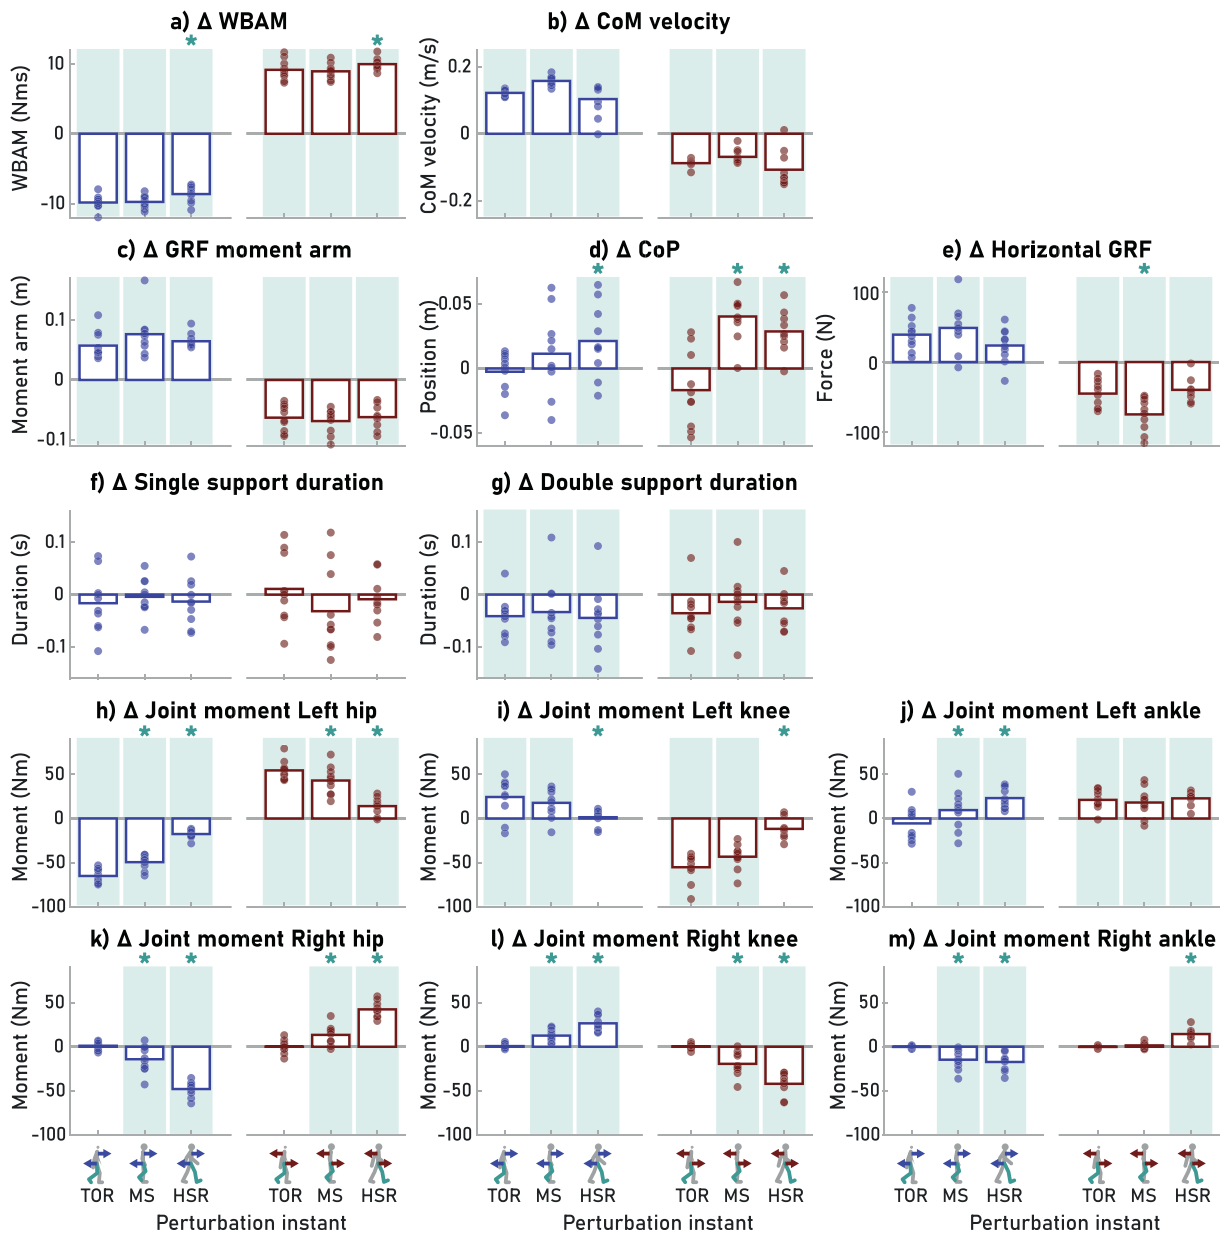 a) Δ WBAM
b) Δ CoM velocity
*
*
WBAM (Nms)
10
0
-10
CoM velocity (m/s)
0.2
0
-0.2
c) Δ GRF moment arm
d) Δ CoP
e) Δ Horizontal GRF
*
*
*
*
Moment arm (m)
0.1
0
-0.1
Position (m)
0.05
0
-0.05
Force (N)
100
0
-100
f) Δ Single support duration
g) Δ Double support duration
Duration (s)
0.1
0
-0.1
Duration (s)
0.1
0
-0.1
h) Δ Joint moment Left hip
i) Δ Joint moment Left knee
j) Δ Joint moment Left ankle
*
*
*
*
*
*
*
*
Moment (Nm)
50
0
-50
-100
Moment (Nm)
50
0
-50
-100
Moment (Nm)
50
0
-50
-100
k) Δ Joint moment Right hip
l) Δ Joint moment Right knee
m) Δ Joint moment Right ankle
*
*
*
*
*
*
*
*
*
*
*
Moment (Nm)
50
0
-50
-100
Moment (Nm)
50
0
-50
-100
Moment (Nm)
50
0
-50
-100
TOR MS HSR TOR MS HSR
TOR MS HSR TOR MS HSR
TOR MS HSR TOR MS HSR
Perturbation instant
Perturbation instant
Perturbation instant